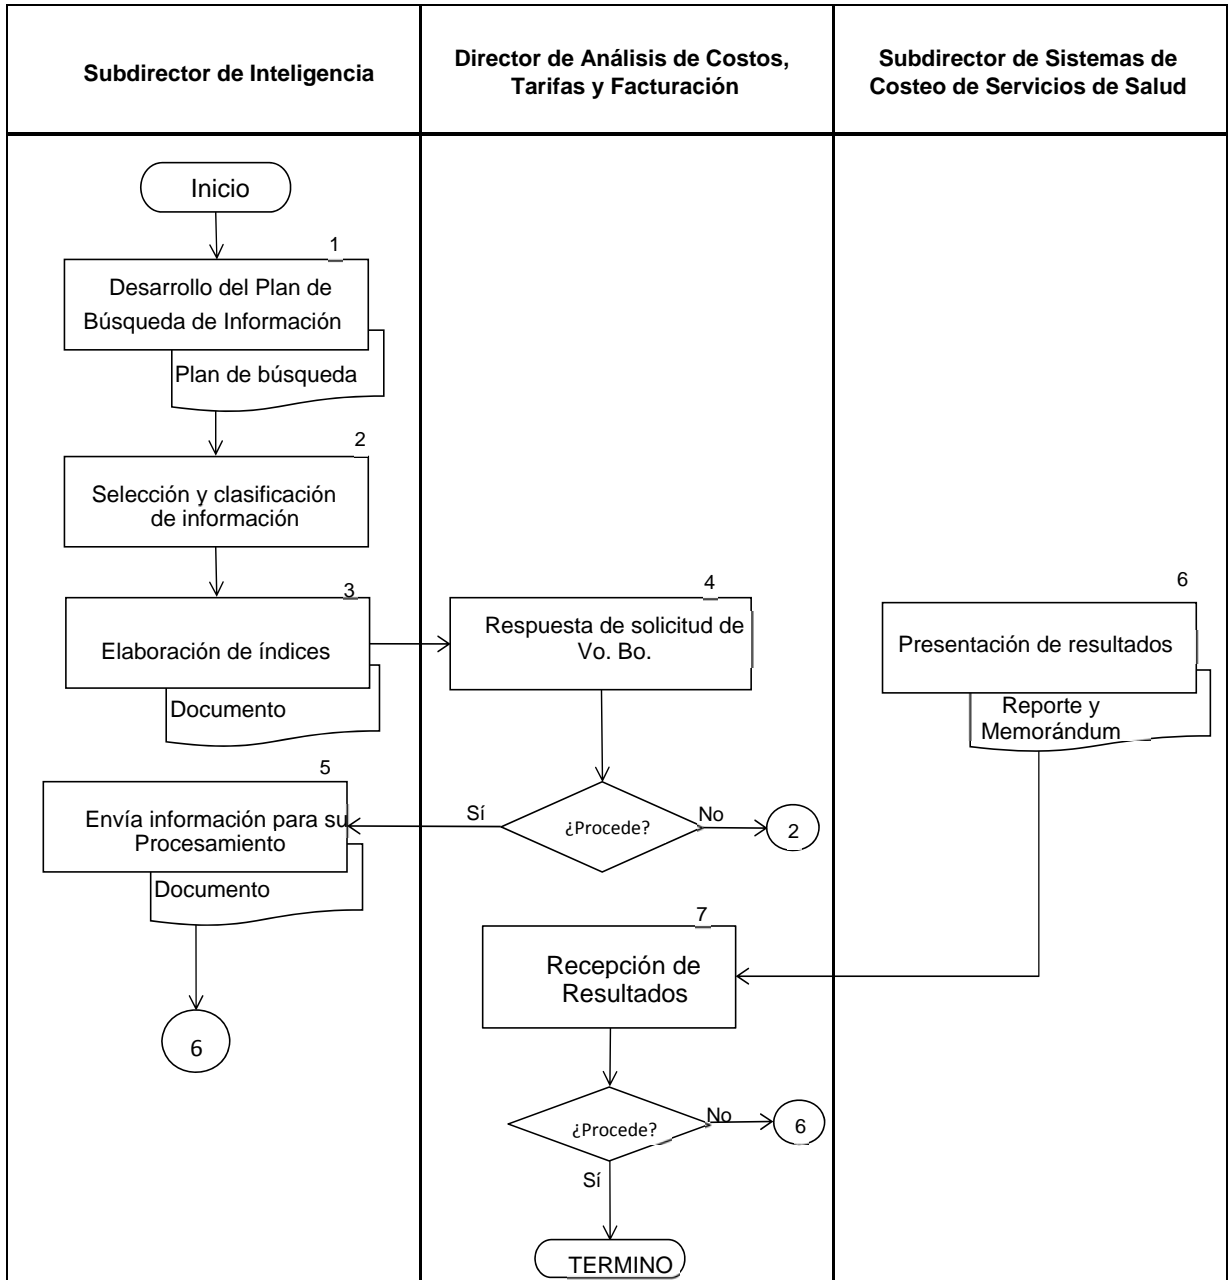 Subdirector de Inteligencia
Director de Análisis de Costos,
Tarifas y Facturación
Subdirector de Sistemas de
Costeo de Servicios de Salud
Inicio
1
Desarrollo del Plan de
Búsqueda de Información
Plan de búsqueda
2
Selección y clasificación
de información
3
Elaboración de índices
Documento
4
Respuesta de solicitud de
Vo. Bo.
6
Presentación de resultados
Reporte y
Memorándum
5
Envía información para su
Procesamiento
Documento
Sí
¿Procede?
No
2
6
7
Recepción de
Resultados
¿Procede?
No
6
Sí
TERMINO